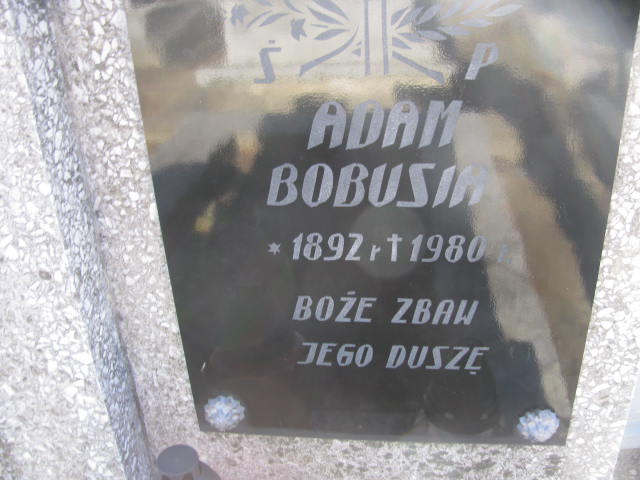 Ś P
ADAM
BOBUSIA
* 1892 r † 1980 r
BOŻE ZBAW
JEGO DUSZĘ